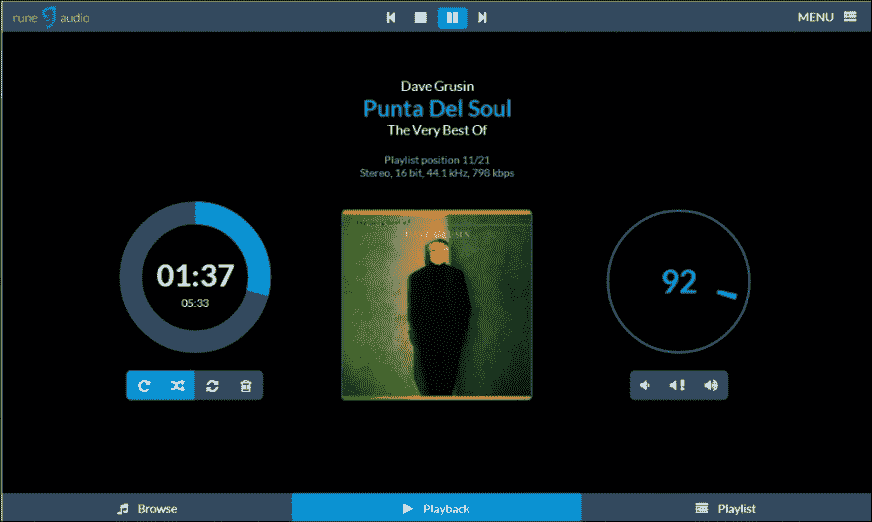 rune audio
MENU
Dave Grusin
Punta Del Soul
The Very Best Of
Playlist position 11/21
Stereo, 16 bit, 44.1 kHz, 798 kbps
01:37
05:33
92
Browse
Playback
Playlist